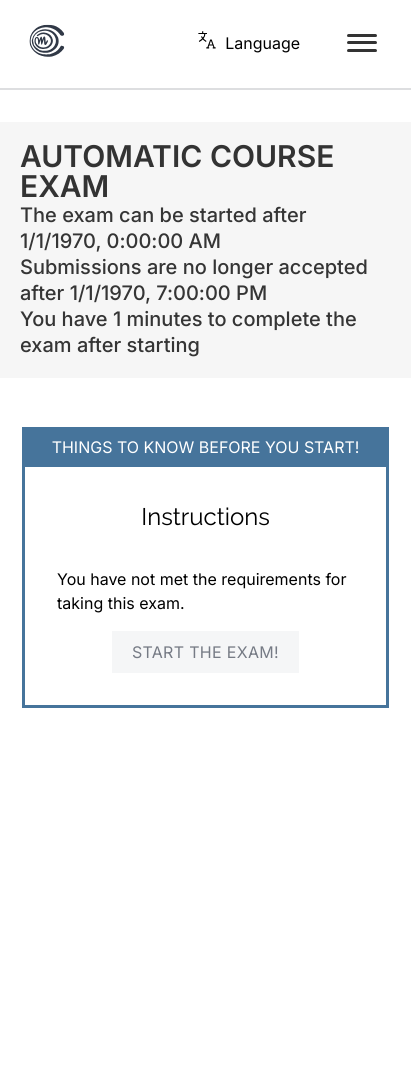 Language
AUTOMATIC COURSE
EXAM
The exam can be started after
1/1/1970, 0:00:00 AM
Submissions are no longer accepted
after 1/1/1970, 7:00:00 PM
You have 1 minutes to complete the
exam after starting
THINGS TO KNOW BEFORE YOU START!
Instructions
You have not met the requirements for
taking this exam.
START THE EXAM!